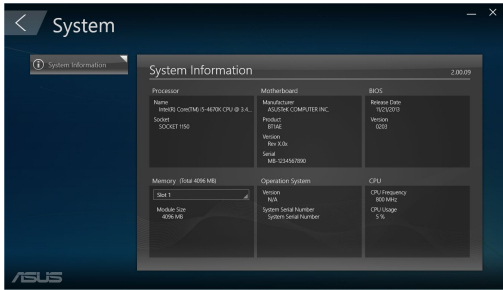 System
System Information
System Information
2.00.09
Processor
Name
Intel(R) Core(TM) i5-4670K CPU @ 3.4...
Socket
SOCKET 1150
Motherboard
Manufacturer
ASUSTeK COMPUTER INC.
Product
BTIAE
Version
Rev X.0x
Serial
MB-1234567890
BIOS
Release Date
11/21/2013
Version
0203
Memory (Total 4096 MB)
Slot 1
Module Size
4096 MB
Operation System
Version
N/A
System Serial Number
System Serial Number
CPU
CPU Frequency
800 MHz
CPU Usage
5 %
ASUS